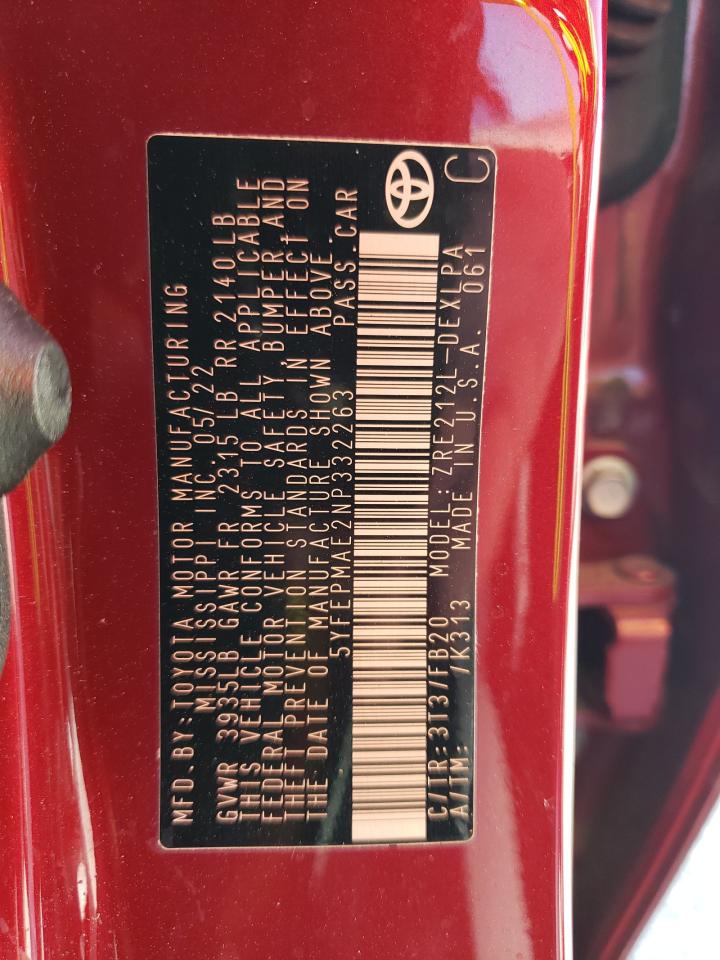 MFD.BY:TOYOTA MOTOR MANUFACTURING
MISSISSIPPI INC.05/22
GVWR 3935LB GAWR FR 2315 LB RR 2140LB
THIS VEHICLE CONFORMS TO ALL APPLICABLE
FEDERAL MOTOR VEHICLE SAFETY BUMPER AND
THEFT PREVENTION STANDARDS IN EFFECT ON
THE DATE OF MANUFACTURE SHOWN ABOVE.
5YFEPMAE2NP332263 PASS.CAR
C/TR:3T3/FB20 MODEL:ZRE212L-DEXLPA
A/TM: /K313 MADE IN U.S.A. 061
C